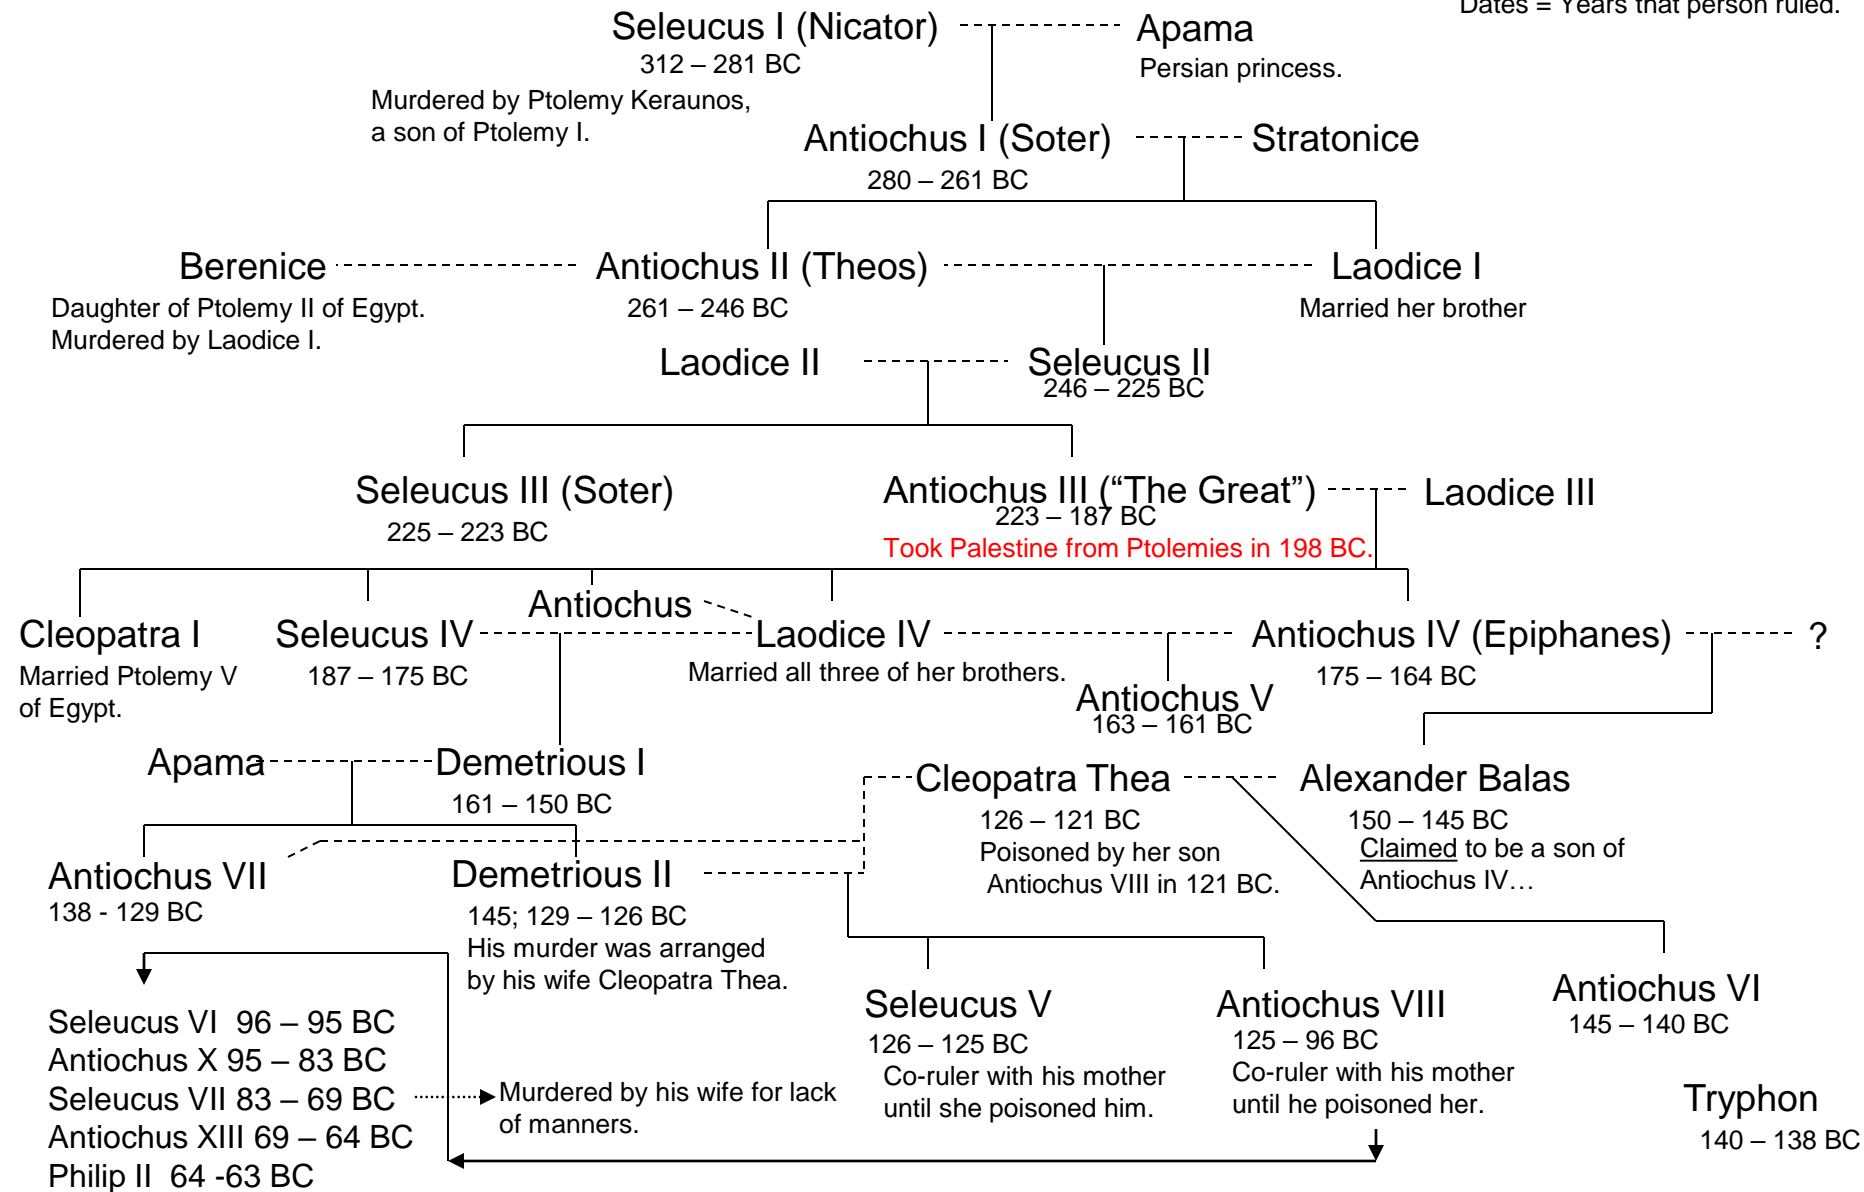 Dates = Years that person ruled.
Seleucus I (Nicator)
Apama
312 – 281 BC
Persian princess.
Murdered by Ptolemy Keraunos,
a son of Ptolemy I.
Antiochus I (Soter)
Stratonice
280 – 261 BC
Berenice
Antiochus II (Theos)
Laodice I
Daughter of Ptolemy II of Egypt.
Murdered by Laodice I.
261 – 246 BC
Married her brother
Laodice II
Seleucus II
246 – 225 BC
Seleucus III (Soter)
Antiochus III (“The Great”)
Laodice III
225 – 223 BC
223 – 187 BC
Took Palestine from Ptolemies in 198 BC.
Antiochus
Cleopatra I
Seleucus IV
Laodice IV
Antiochus IV (Epiphanes)
?
Married Ptolemy V
of Egypt.
187 – 175 BC
Married all three of her brothers.
175 – 164 BC
Antiochus V
163 – 161 BC
Apama
Demetrious I
161 – 150 BC
Cleopatra Thea
Alexander Balas
126 – 121 BC
Poisoned by her son
Antiochus VIII in 121 BC.
150 – 145 BC
Claimed to be a son of
Antiochus IV…
Antiochus VII
138 - 129 BC
Demetrious II
145; 129 – 126 BC
His murder was arranged
by his wife Cleopatra Thea.
Seleucus V
126 – 125 BC
Co-ruler with his mother
until she poisoned him.
Antiochus VIII
125 – 96 BC
Co-ruler with his mother
until he poisoned her.
Antiochus VI
145 – 140 BC
Tryphon
140 – 138 BC
Seleucus VI 96 – 95 BC
Antiochus X 95 – 83 BC
Seleucus VII 83 – 69 BC
Antiochus XIII 69 – 64 BC
Philip II 64 -63 BC
Murdered by his wife for lack
of manners.